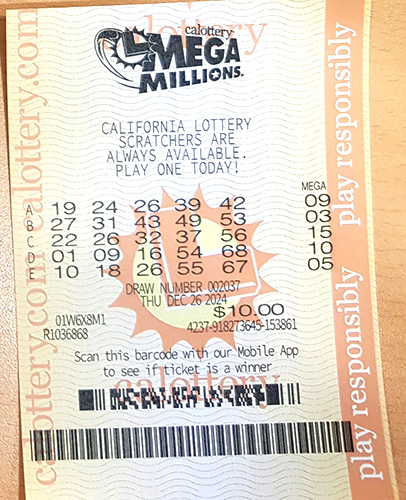 calottery
MEGA
MILLIONS
CALIFORNIA LOTTERY
SCRATCHERS ARE
ALWAYS AVAILABLE.
PLAY ONE TODAY!
MEGA
A 19 24 26 39 42 09
B 27 31 43 49 53 03
C 22 26 32 37 56 15
D 01 09 16 54 68 10
E 10 18 26 55 67 05
DRAW NUMBER 002037
THU DEC 26 2024
$10.00
01W6X8M1 4237-918273645-153861
R1036868
Scan this barcode with our Mobile App
to see if ticket is a winner
calottery
calottery.com calottery.com
play responsibly play responsibly